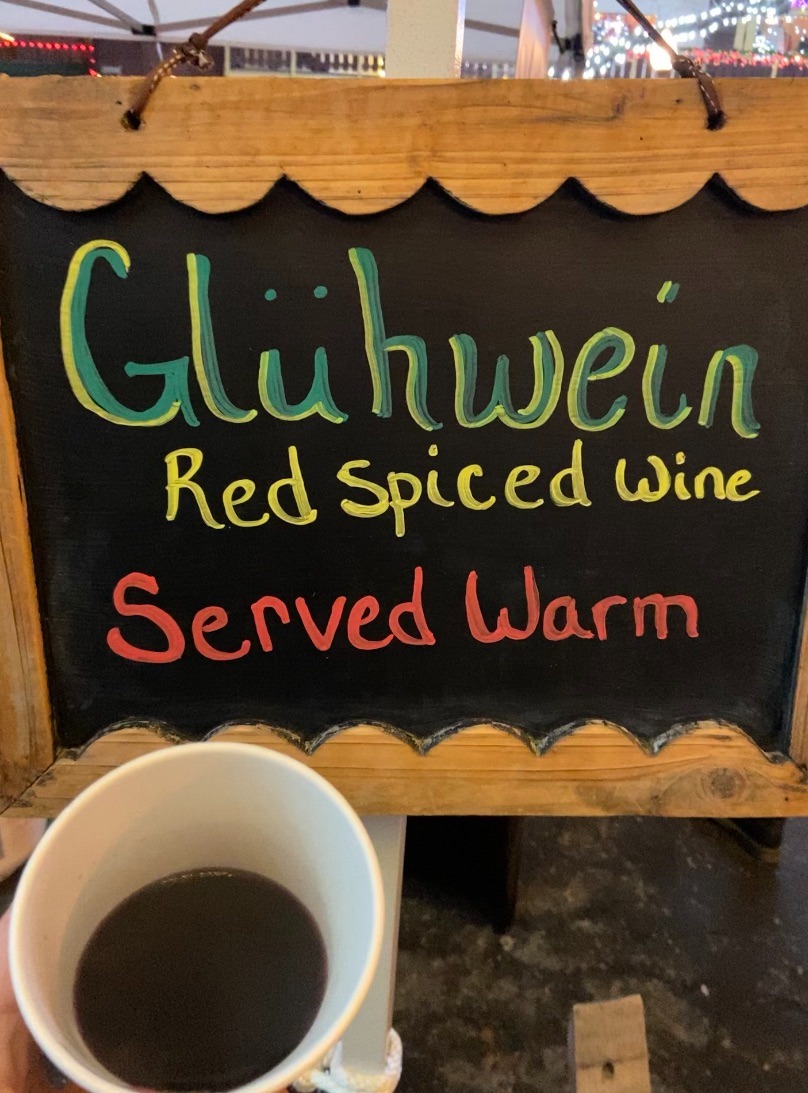 Glühwein
Red Spiced Wine
Served Warm